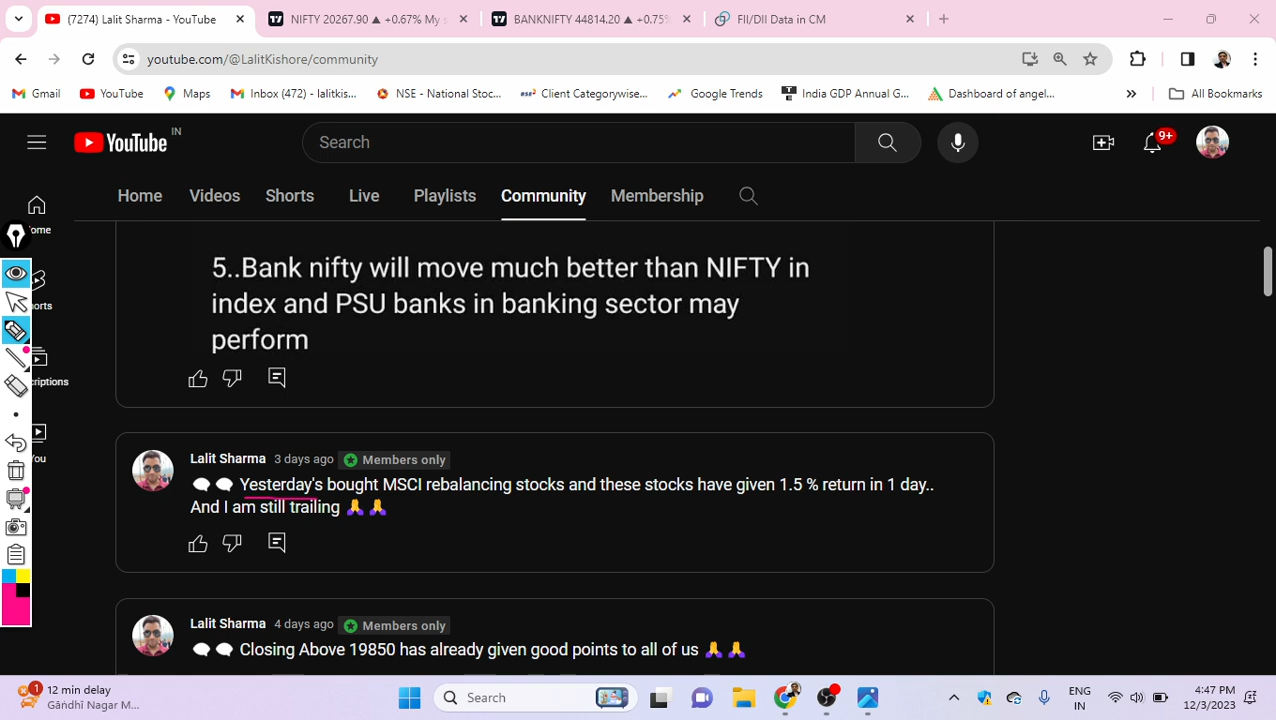 (7274) Lalit Sharma - YouTube
NIFTY 20267.90 ▲ +0.67% My s
BANKNIFTY 44814.20 ▲ +0.75%
FII/DII Data in CM
youtube.com/@LalitKishore/community
Gmail
YouTube
Maps
Inbox (472) - lalitkis...
NSE - National Stoc...
Client Categorywise...
Google Trends
India GDP Annual G...
Dashboard of angel...
»
All Bookmarks
YouTube IN
Search
9+
Home
Videos
Shorts
Live
Playlists
Community
Membership
ome
orts
criptions
ou
5..Bank nifty will move much better than NIFTY in
index and PSU banks in banking sector may
perform
Lalit Sharma 3 days ago Members only
🗨️🗨️ Yesterday's bought MSCI rebalancing stocks and these stocks have given 1.5 % return in 1 day..
And I am still trailing 🙏🙏
Lalit Sharma 4 days ago Members only
🗨️🗨️ Closing Above 19850 has already given good points to all of us 🙏🙏
1
12 min delay
Gandhi Nagar M...
Search
ENG
IN
4:47 PM
12/3/2023